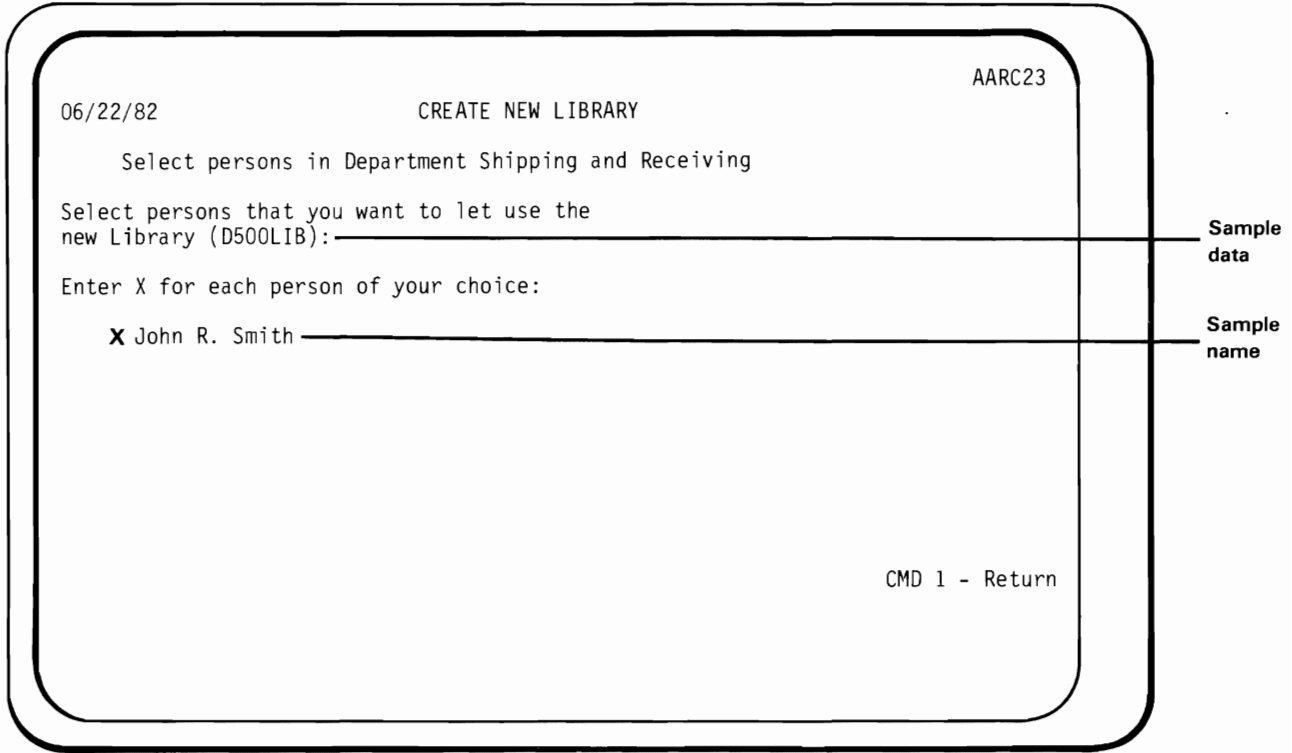 AARC23
06/22/82 CREATE NEW LIBRARY
Select persons in Department Shipping and Receiving
Select persons that you want to let use the
new Library (D500LIB):
Sample
data
Enter X for each person of your choice:
X John R. Smith
Sample
name
CMD 1 - Return